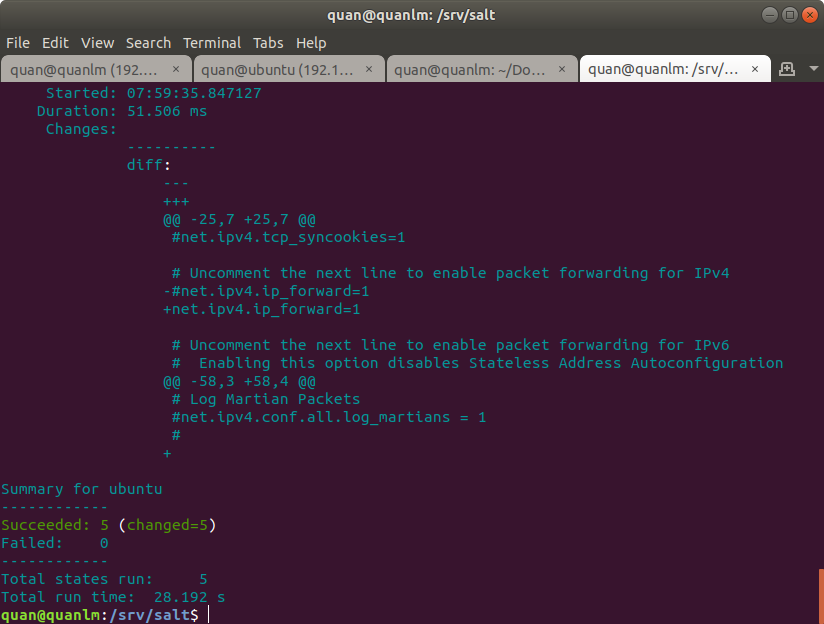 quan@quanlm: /srv/salt
File Edit View Search Terminal Tabs Help
quan@quanlm (192.... × quan@ubuntu (192.1... × quan@quanlm: ~/Do... × quan@quanlm: /srv/... ×
     Started: 07:59:35.847127
    Duration: 51.506 ms
     Changes:
              ----------
              diff:
                  ---
                  +++
                  @@ -25,7 +25,7 @@
                   #net.ipv4.tcp_syncookies=1
                   # Uncomment the next line to enable packet forwarding for IPv4
                  -#net.ipv4.ip_forward=1
                  +net.ipv4.ip_forward=1
                   # Uncomment the next line to enable packet forwarding for IPv6
                   #  Enabling this option disables Stateless Address Autoconfiguration
                  @@ -58,3 +58,4 @@
                   # Log Martian Packets
                   #net.ipv4.conf.all.log_martians = 1
                   #
                  +
Summary for ubuntu
------------
Succeeded: 5 (changed=5)
Failed:    0
------------
Total states run:     5
Total run time:  28.192 s
quan@quanlm:/srv/salt$